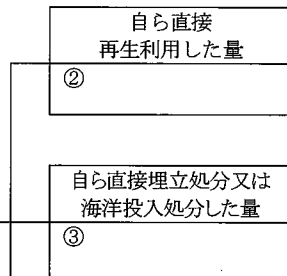 自ら直接
再生利用した量
②
自ら直接埋立処分又は
海洋投入処分した量
③